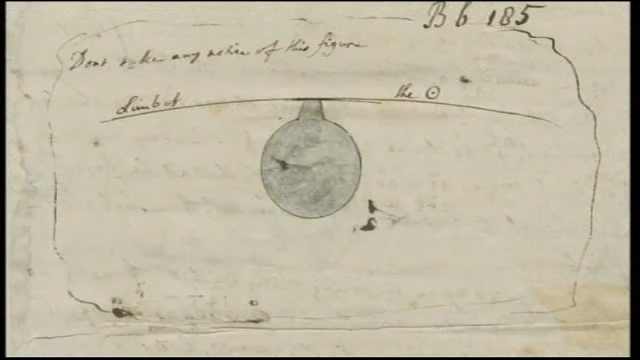 Bb 185
Dont take any notice of this figure
Limb of the ☉